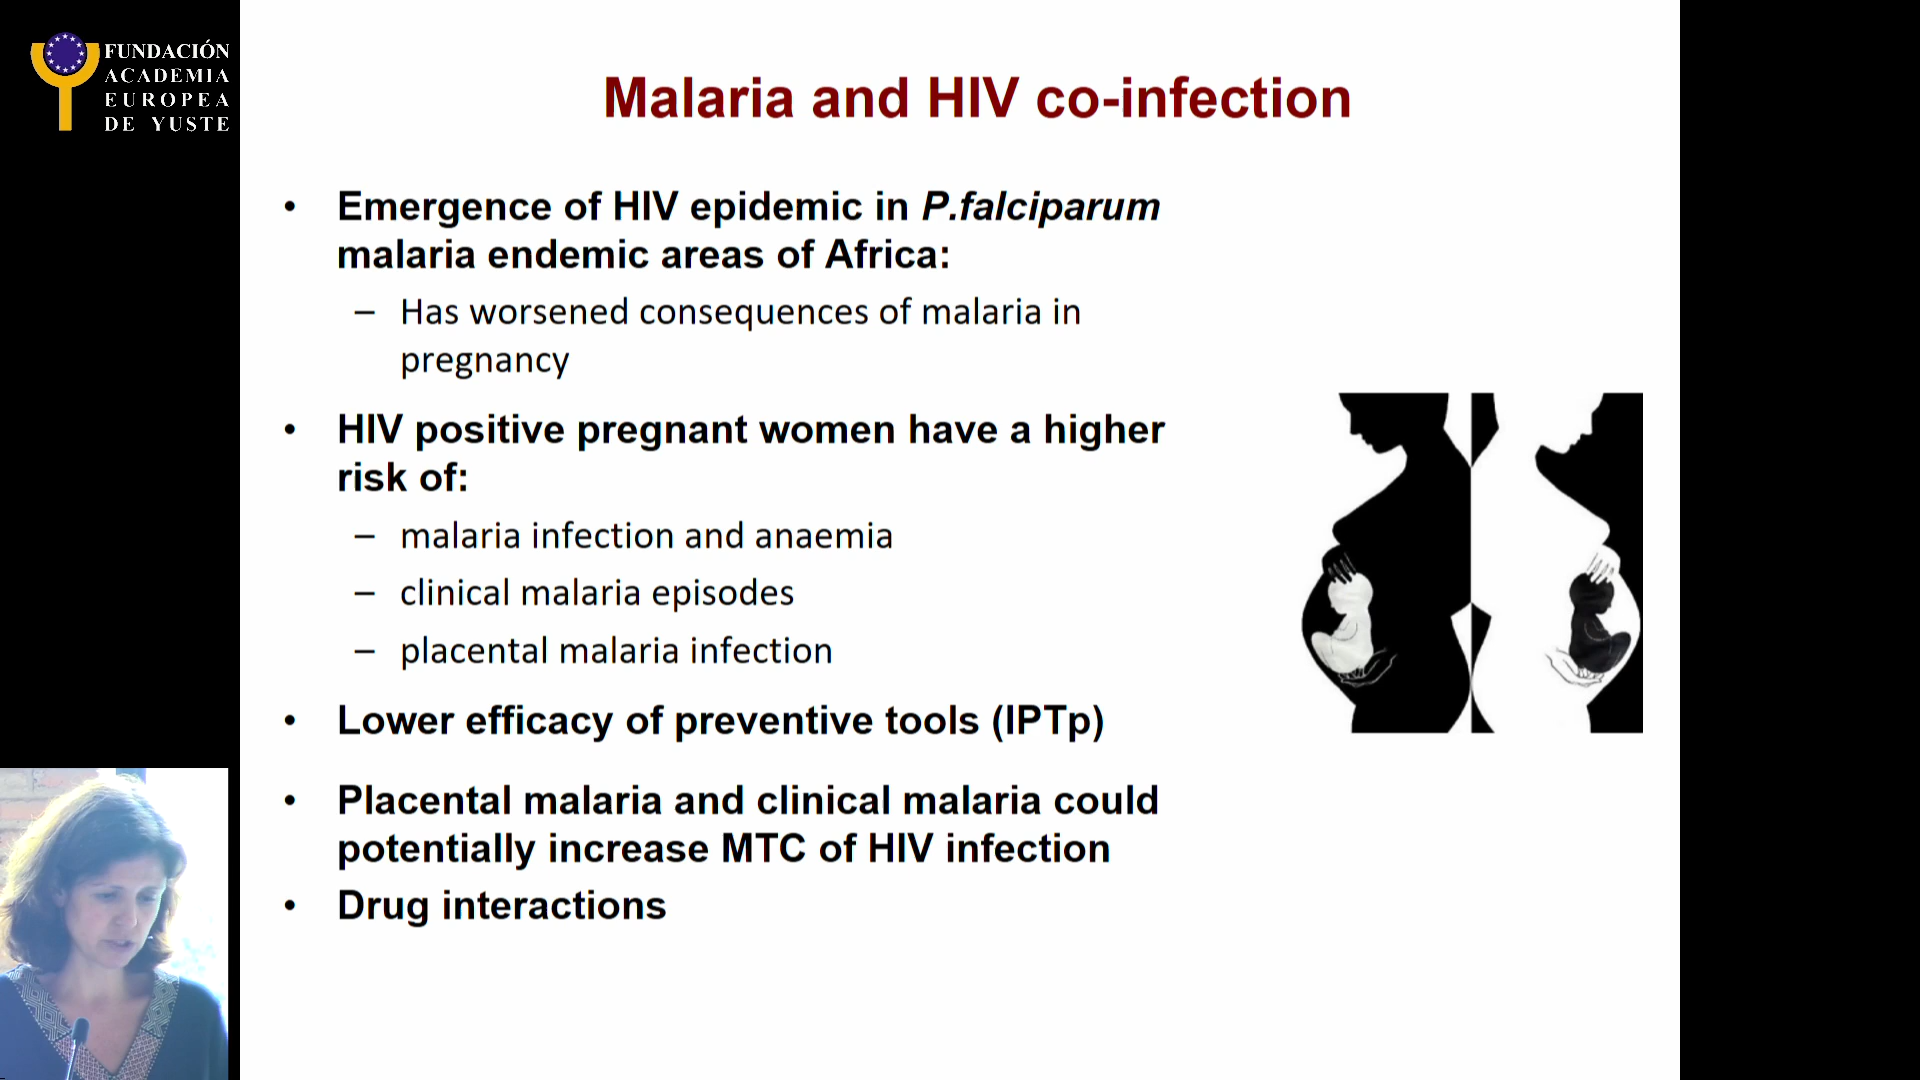 FUNDACIÓN
ACADEMIA
EUROPEA
DE YUSTE
Malaria and HIV co-infection
• Emergence of HIV epidemic in P.falciparum
malaria endemic areas of Africa:
– Has worsened consequences of malaria in
pregnancy
• HIV positive pregnant women have a higher
risk of:
– malaria infection and anaemia
– clinical malaria episodes
– placental malaria infection
• Lower efficacy of preventive tools (IPTp)
• Placental malaria and clinical malaria could
potentially increase MTC of HIV infection
• Drug interactions